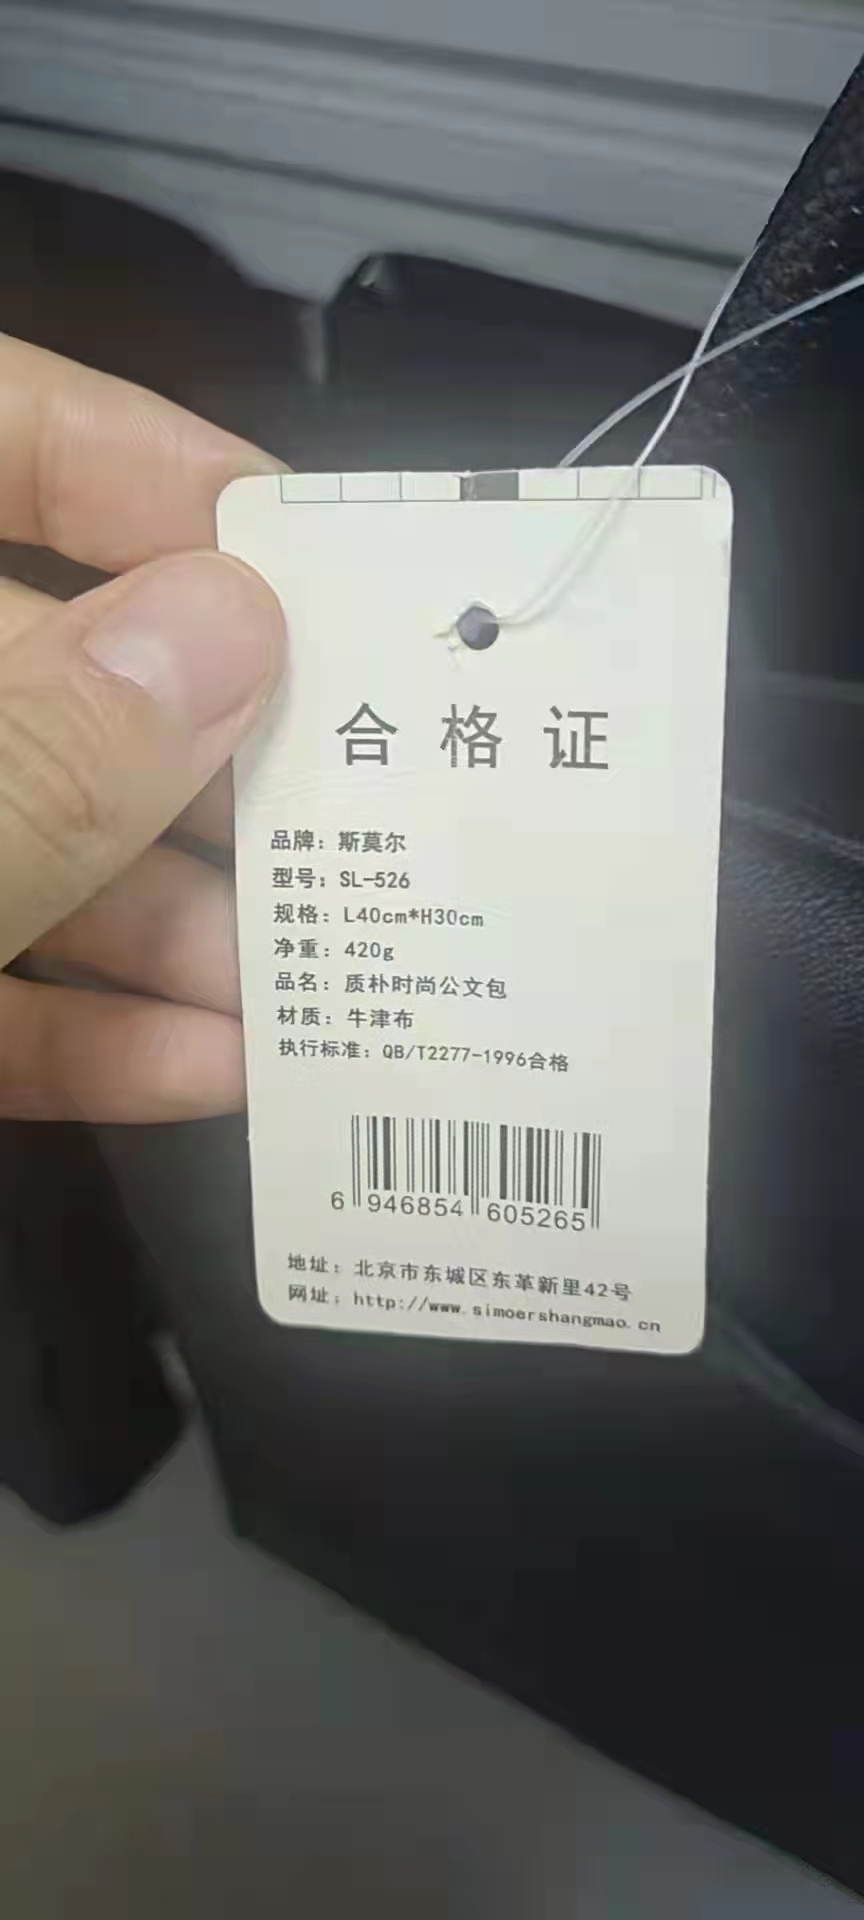 合格证
品牌：斯莫尔
型号：SL-526
规格：L40cm*H30cm
净重：420g
品名：质朴时尚公文包
材质：牛津布
执行标准：QB/T2277-1996合格
6 946854 605265
地址：北京市东城区东革新里42号
网址：http://www.simoershangmao.cn